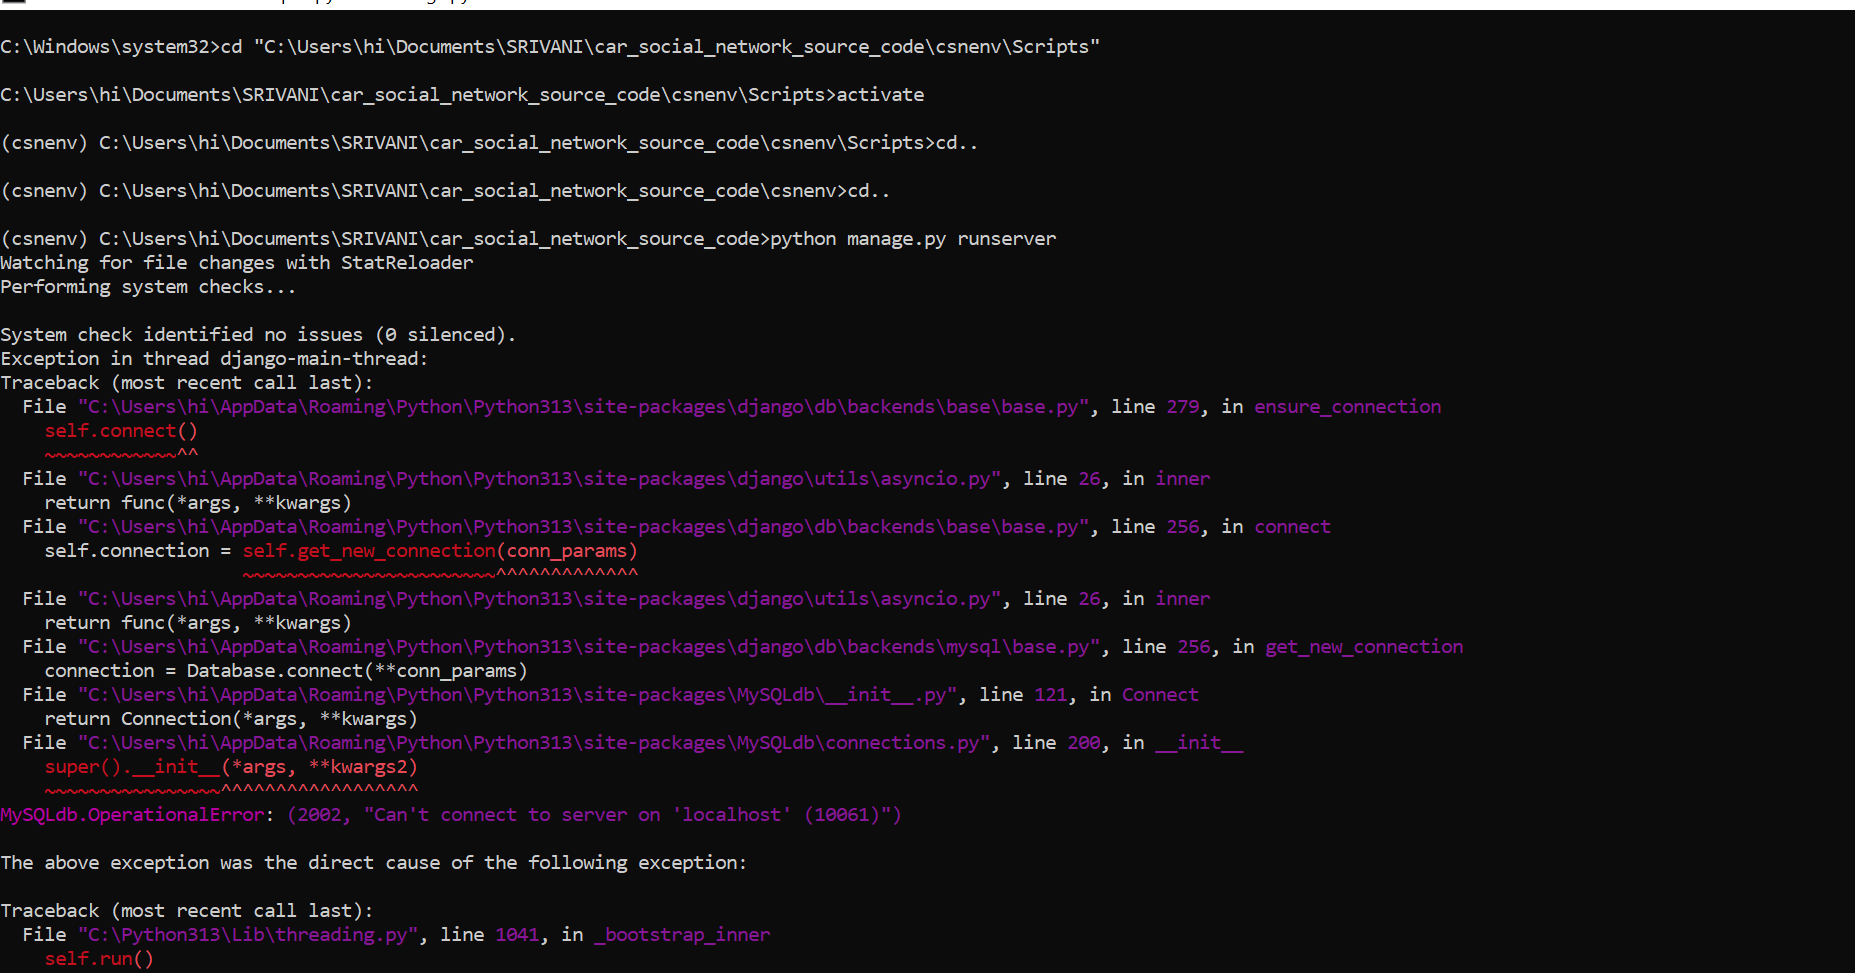 C:\Windows\system32>cd "C:\Users\hi\Documents\SRIVANI\car_social_network_source_code\csnenv\Scripts"
C:\Users\hi\Documents\SRIVANI\car_social_network_source_code\csnenv\Scripts>activate
(csnenv) C:\Users\hi\Documents\SRIVANI\car_social_network_source_code\csnenv\Scripts>cd..
(csnenv) C:\Users\hi\Documents\SRIVANI\car_social_network_source_code\csnenv>cd..
(csnenv) C:\Users\hi\Documents\SRIVANI\car_social_network_source_code>python manage.py runserver
Watching for file changes with StatReloader
Performing system checks...
System check identified no issues (0 silenced).
Exception in thread django-main-thread:
Traceback (most recent call last):
  File "C:\Users\hi\AppData\Roaming\Python\Python313\site-packages\django\db\backends\base\base.py", line 279, in ensure_connection
    self.connect()
    ~~~~~~~~~~~~^^
  File "C:\Users\hi\AppData\Roaming\Python\Python313\site-packages\django\utils\asyncio.py", line 26, in inner
    return func(*args, **kwargs)
  File "C:\Users\hi\AppData\Roaming\Python\Python313\site-packages\django\db\backends\base\base.py", line 256, in connect
    self.connection = self.get_new_connection(conn_params)
                      ~~~~~~~~~~~~~~~~~~~~~~~^^^^^^^^^^^^^
  File "C:\Users\hi\AppData\Roaming\Python\Python313\site-packages\django\utils\asyncio.py", line 26, in inner
    return func(*args, **kwargs)
  File "C:\Users\hi\AppData\Roaming\Python\Python313\site-packages\django\db\backends\mysql\base.py", line 256, in get_new_connection
    connection = Database.connect(**conn_params)
  File "C:\Users\hi\AppData\Roaming\Python\Python313\site-packages\MySQLdb\__init__.py", line 121, in Connect
    return Connection(*args, **kwargs)
  File "C:\Users\hi\AppData\Roaming\Python\Python313\site-packages\MySQLdb\connections.py", line 200, in __init__
    super().__init__(*args, **kwargs2)
    ~~~~~~~~~~~~~~~~^^^^^^^^^^^^^^^^^^
MySQLdb.OperationalError: (2002, "Can't connect to server on 'localhost' (10061)")
The above exception was the direct cause of the following exception:
Traceback (most recent call last):
  File "C:\Python313\Lib\threading.py", line 1041, in _bootstrap_inner
    self.run()